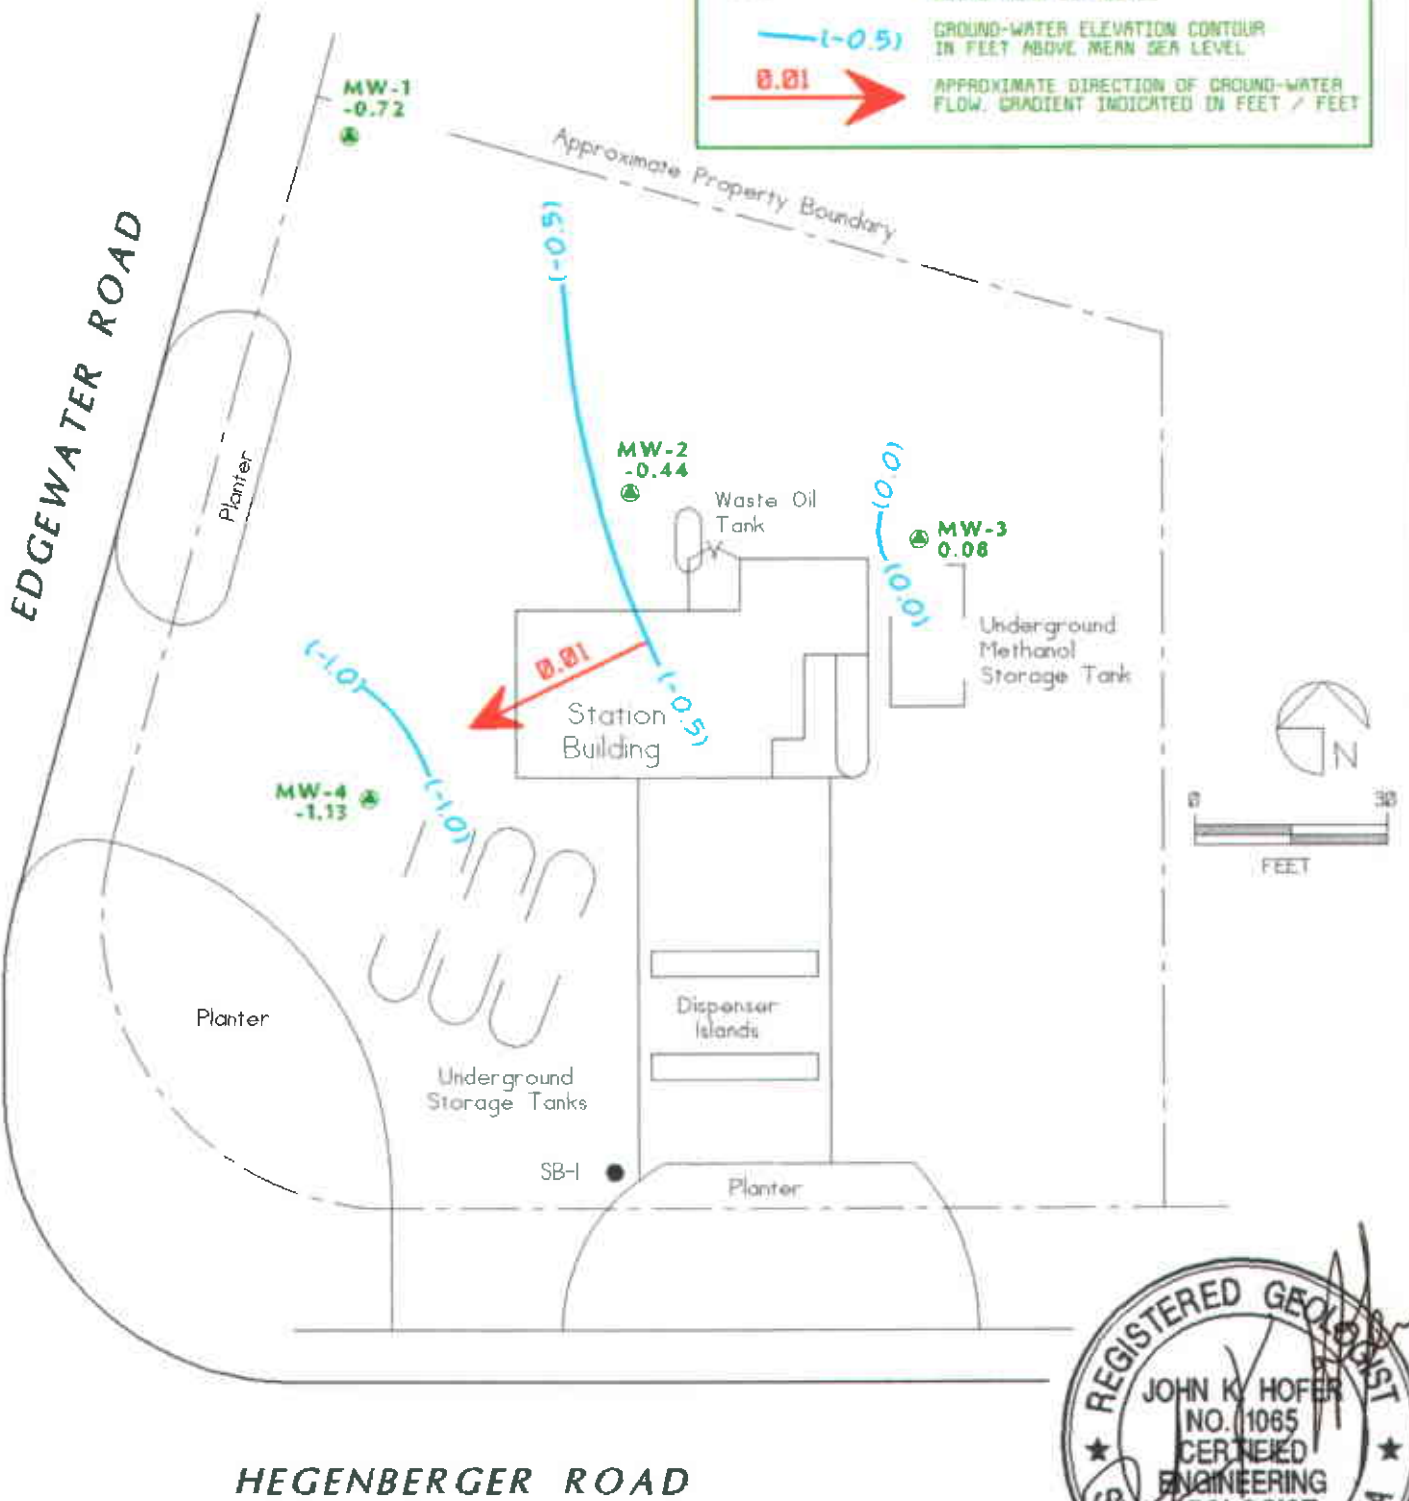 (-0.5)
GROUND-WATER ELEVATION CONTOUR
IN FEET ABOVE MEAN SEA LEVEL
0.01
APPROXIMATE DIRECTION OF GROUND-WATER
FLOW. GRADIENT INDICATED IN FEET / FEET
MW-1
-0.72
Approximate Property Boundary
(-0.5)
EDGEWATER ROAD
Planter
MW-2
-0.44
Waste Oil
Tank
(0.0)
MW-3
0.08
(0.0)
Underground
Methanol
Storage Tank
(-1.0)
0.01
(-0.5)
Station
Building
MW-4
-1.13
(-1.0)
N
0 30
FEET
Planter
Dispenser
Islands
Underground
Storage Tanks
SB-1
Planter
HEGENBERGER ROAD
REGISTERED GEOLOGIST
JOHN K. HOFER
NO. 1065
CERTIFIED
ENGINEERING